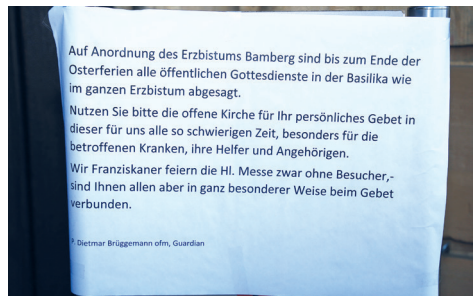 Auf Anordnung des Erzbistums Bamberg sind bis zum Ende der
Osterferien alle öffentlichen Gottesdienste in der Basilika wie
im ganzen Erzbistum abgesagt.
Nutzen Sie bitte die offene Kirche für Ihr persönliches Gebet in
dieser für uns alle so schwierigen Zeit, besonders für die
betroffenen Kranken, ihre Helfer und Angehörigen.
Wir Franziskaner feiern die Hl. Messe zwar ohne Besucher,-
sind Ihnen allen aber in ganz besonderer Weise beim Gebet
verbunden.
P. Dietmar Brüggemann ofm, Guardian